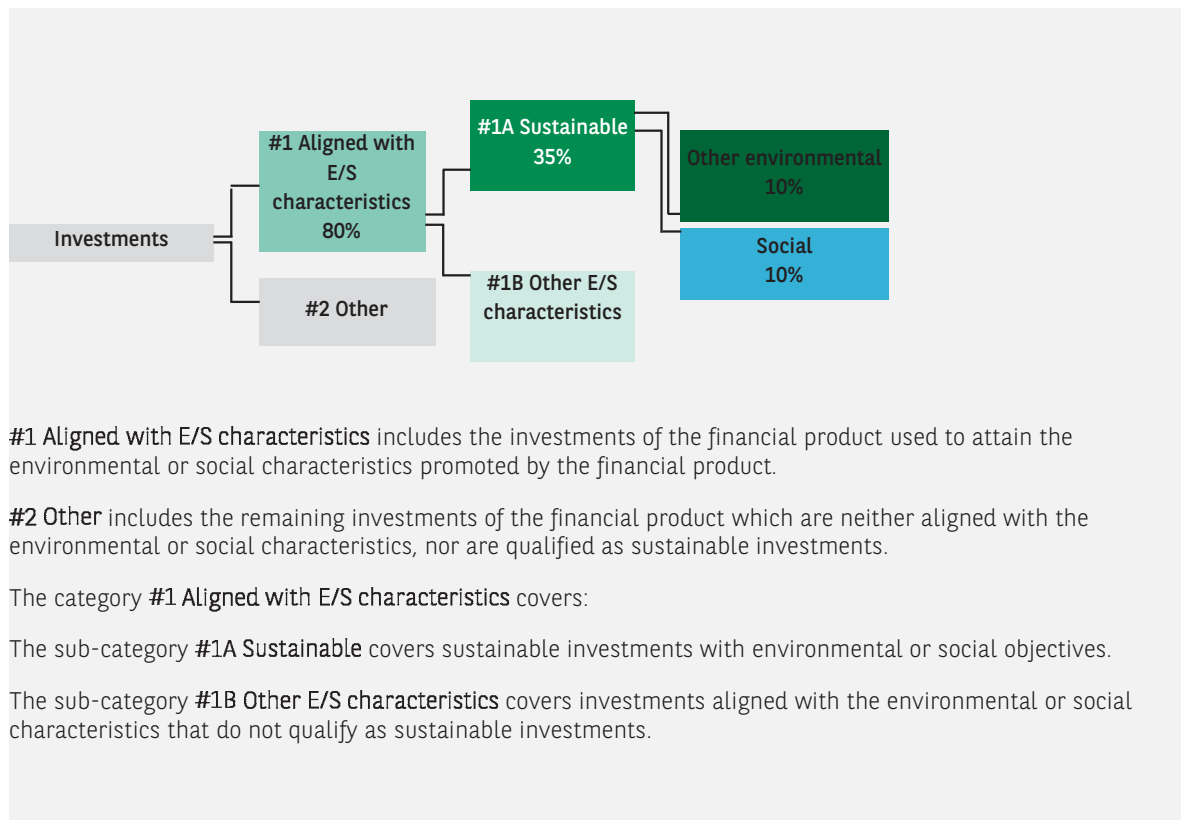 #1 Aligned with
E/S
characteristics
80%
#1A Sustainable
35%
Other environmental
10%
Social
10%
Investments
#2 Other
#1B Other E/S
characteristics
#1 Aligned with E/S characteristics includes the investments of the financial product used to attain the
environmental or social characteristics promoted by the financial product.
#2 Other includes the remaining investments of the financial product which are neither aligned with the
environmental or social characteristics, nor are qualified as sustainable investments.
The category #1 Aligned with E/S characteristics covers:
The sub-category #1A Sustainable covers sustainable investments with environmental or social objectives.
The sub-category #1B Other E/S characteristics covers investments aligned with the environmental or social
characteristics that do not qualify as sustainable investments.